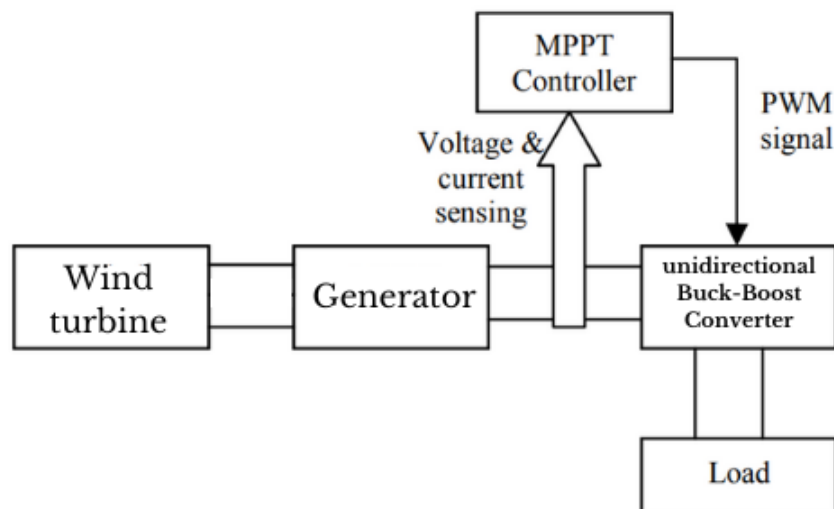 MPPT
Controller
PWM
signal
Voltage &
current
sensing
Wind
turbine
Generator
unidirectional
Buck-Boost
Converter
Load